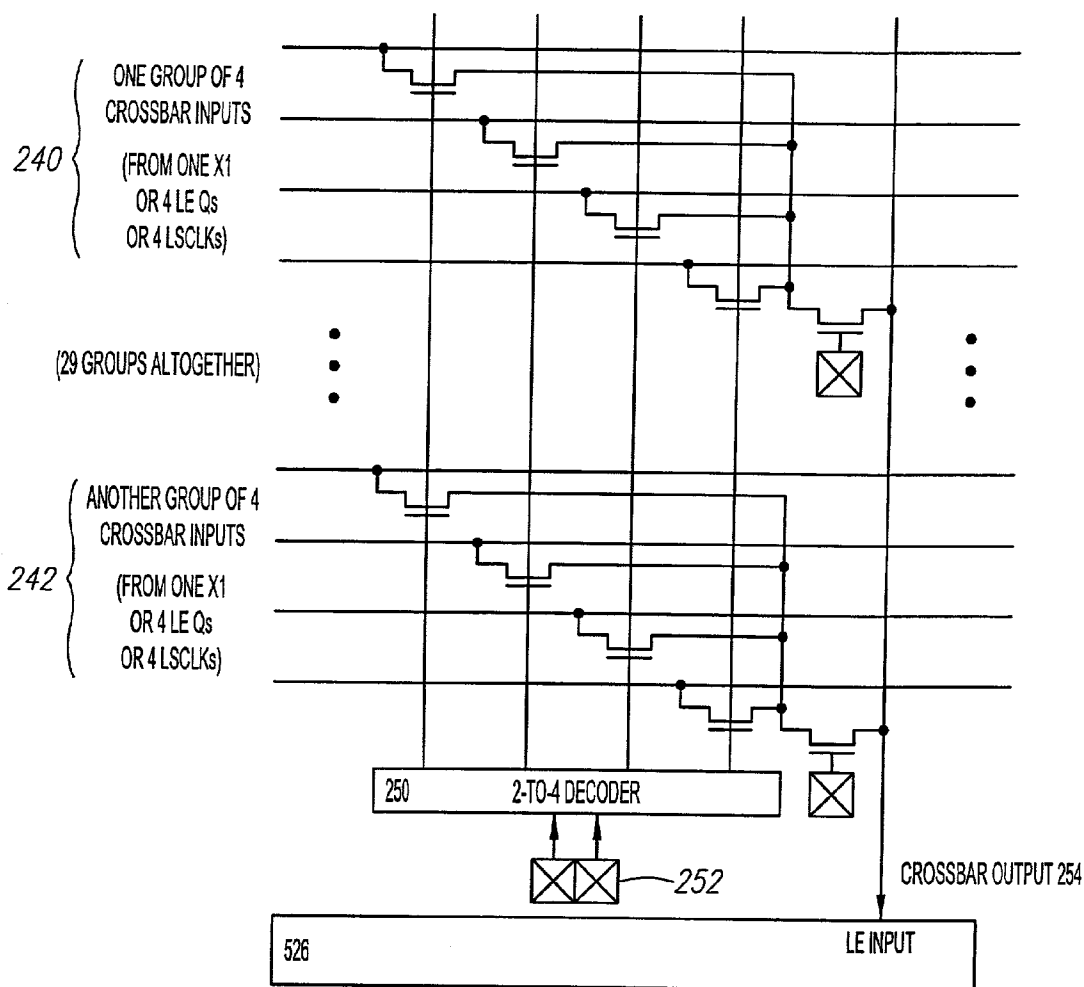 ONE GROUP OF 4
CROSSBAR INPUTS
240
(FROM ONE X1
OR 4 LE Qs
OR 4 LSCLKs)
(29 GROUPS ALTOGETHER)
ANOTHER GROUP OF 4
CROSSBAR INPUTS
242
(FROM ONE X1
OR 4 LE Qs
OR 4 LSCLKs)
250 2-TO-4 DECODER
252
CROSSBAR OUTPUT 254
LE INPUT
526